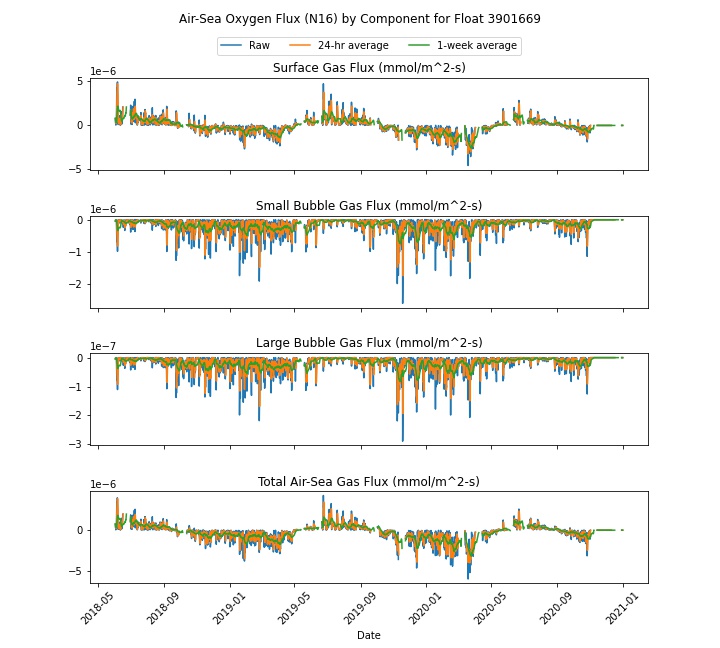 Air-Sea Oxygen Flux (N16) by Component for Float 3901669
Raw 24-hr average 1-week average
1e−6 Surface Gas Flux (mmol/m^2-s)
5
0
−5
1e−6 Small Bubble Gas Flux (mmol/m^2-s)
0
−1
−2
1e−7 Large Bubble Gas Flux (mmol/m^2-s)
0
−1
−2
−3
1e−6 Total Air-Sea Gas Flux (mmol/m^2-s)
0
−5
2018-05 2018-09 2019-01 2019-05 2019-09 2020-01 2020-05 2020-09 2021-01
Date